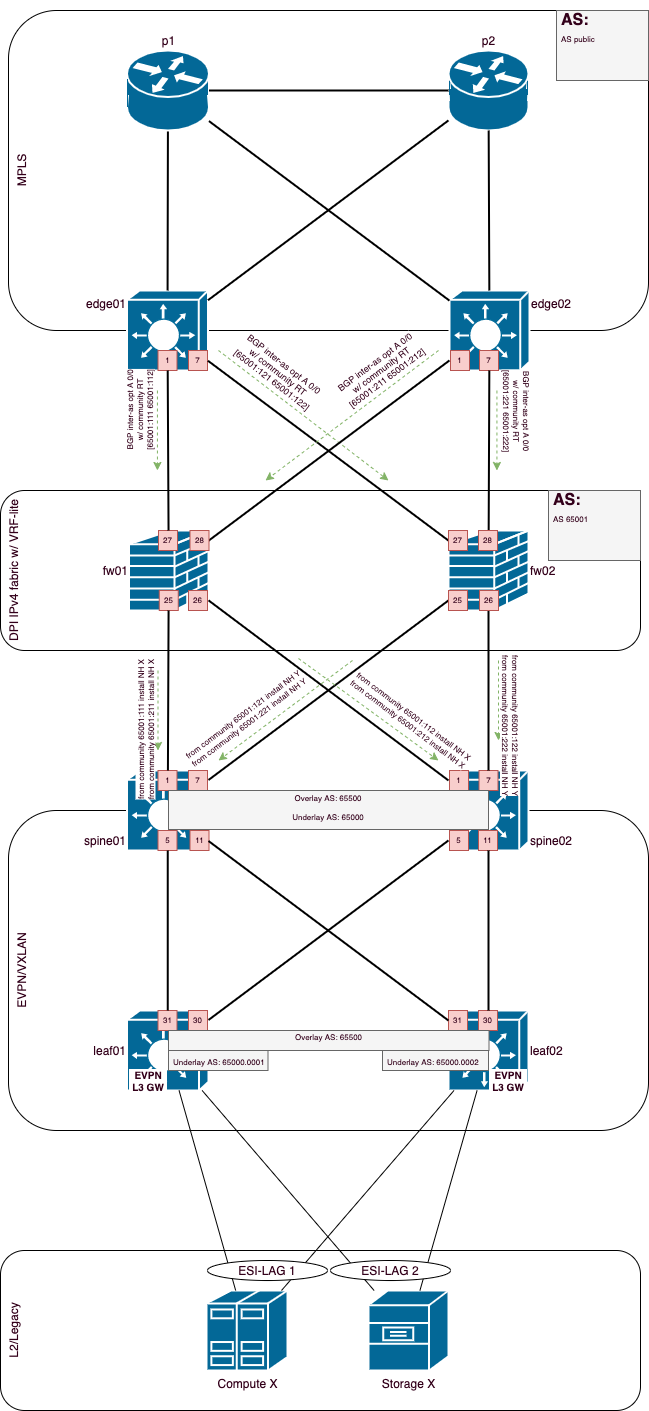 AS:
AS public
p1
p2
MPLS
edge01
edge02
1
7
1
7
BGP inter-as opt A 0/0
w/ community RT
[65001:111 65001:112]
BGP inter-as opt A 0/0
w/ community RT
[65001:121 65001:122]
BGP inter-as opt A 0/0
w/ community RT
[65001:211 65001:212]
BGP inter-as opt A 0/0
w/ community RT
[65001:221 65001:222]
AS:
AS 65001
DPI IPv4 fabric w/ VRF-lite
27
28
27
28
fw01
fw02
25
26
25
26
from community 65001:111 install NH X
from community 65001:211 install NH X
from community 65001:121 install NH Y
from community 65001:221 install NH Y
from community 65001:112 install NH X
from community 65001:212 install NH X
from community 65001:122 install NH Y
from community 65001:222 install NH Y
1
7
1
7
Overlay AS: 65500
Underlay AS: 65000
spine01
spine02
5
11
5
11
EVPN/VXLAN
31
30
31
30
Overlay AS: 65500
leaf01
leaf02
Underlay AS: 65000.0001
Underlay AS: 65000.0002
EVPN
L3 GW
EVPN
L3 GW
ESI-LAG 1
ESI-LAG 2
L2/Legacy
Compute X
Storage X